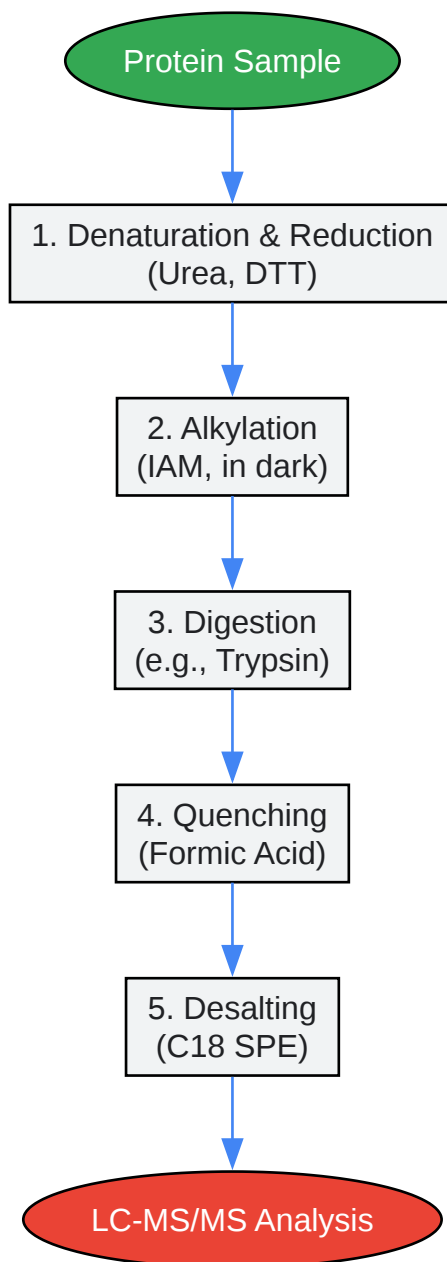 Protein Sample
1. Denaturation & Reduction
(Urea, DTT)
2. Alkylation
(IAM, in dark)
3. Digestion
(e.g., Trypsin)
4. Quenching
(Formic Acid)
5. Desalting
(C18 SPE)
LC-MS/MS Analysis